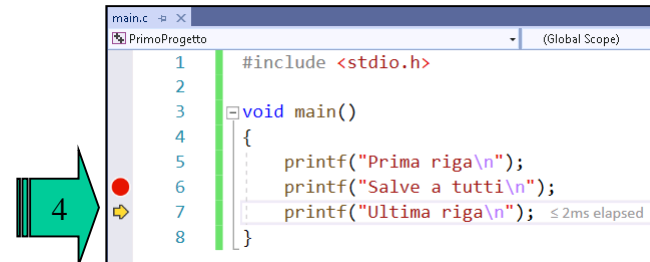 main.c
PrimoProgetto (Global Scope)
1 #include <stdio.h>
2
3 void main()
4 {
5 printf("Prima riga\n");
6 printf("Salve a tutti\n");
4
7 printf("Ultima riga\n"); ≤ 2ms elapsed
8 }